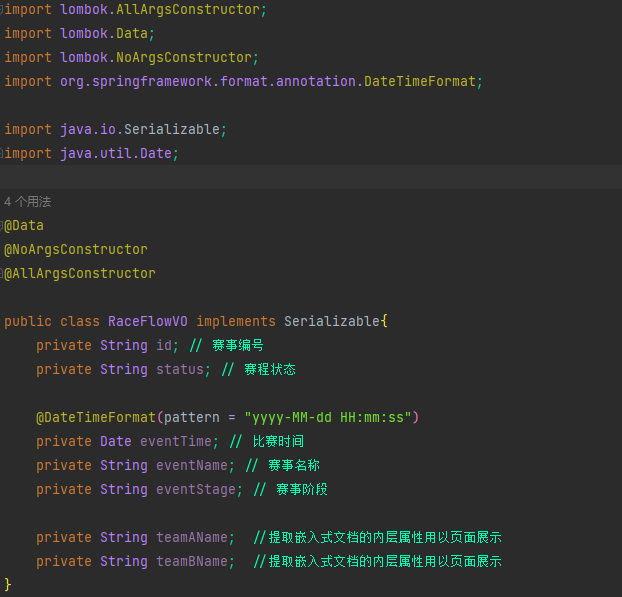 import lombok.AllArgsConstructor;
import lombok.Data;
import lombok.NoArgsConstructor;
import org.springframework.format.annotation.DateTimeFormat;
import java.io.Serializable;
import java.util.Date;
4 个用法
@Data
@NoArgsConstructor
@AllArgsConstructor
public class RaceFlowVO implements Serializable{
private String id; // 赛事编号
private String status; // 赛程状态
@DateTimeFormat(pattern = "yyyy-MM-dd HH:mm:ss")
private Date eventTime; // 比赛时间
private String eventName; // 赛事名称
private String eventStage; // 赛事阶段
private String teamAName;  //提取嵌入式文档的内层属性用以页面展示
private String teamBName;  //提取嵌入式文档的内层属性用以页面展示
}